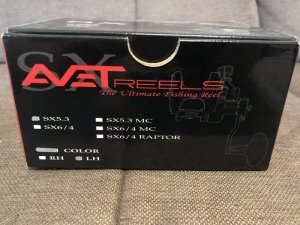 SX
AVET REELS
The Ultimate Fishing Reel
SX5.3
SX5.3 MC
SX6/4
SX6/4 MC
SX6/4 RAPTOR
COLOR
RH
LH